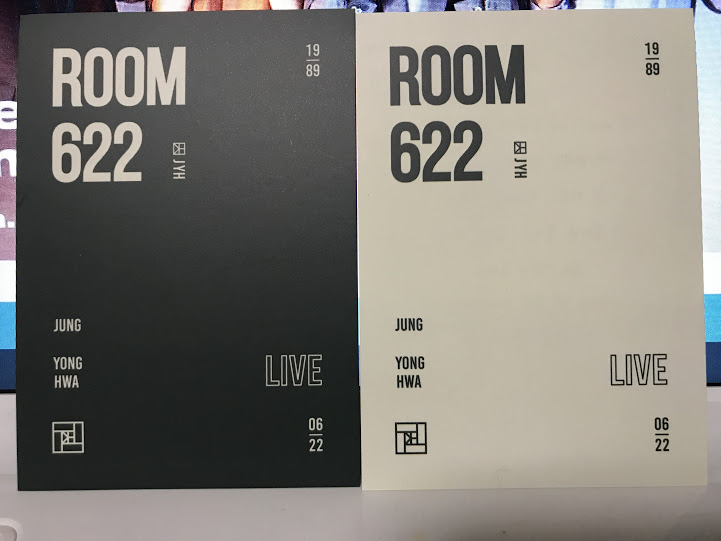 ROOM
622
JYH
19
89
JUNG
YONG
HWA
LIVE
06
22
ROOM
622
JYH
19
89
JUNG
YONG
HWA
LIVE
06
22